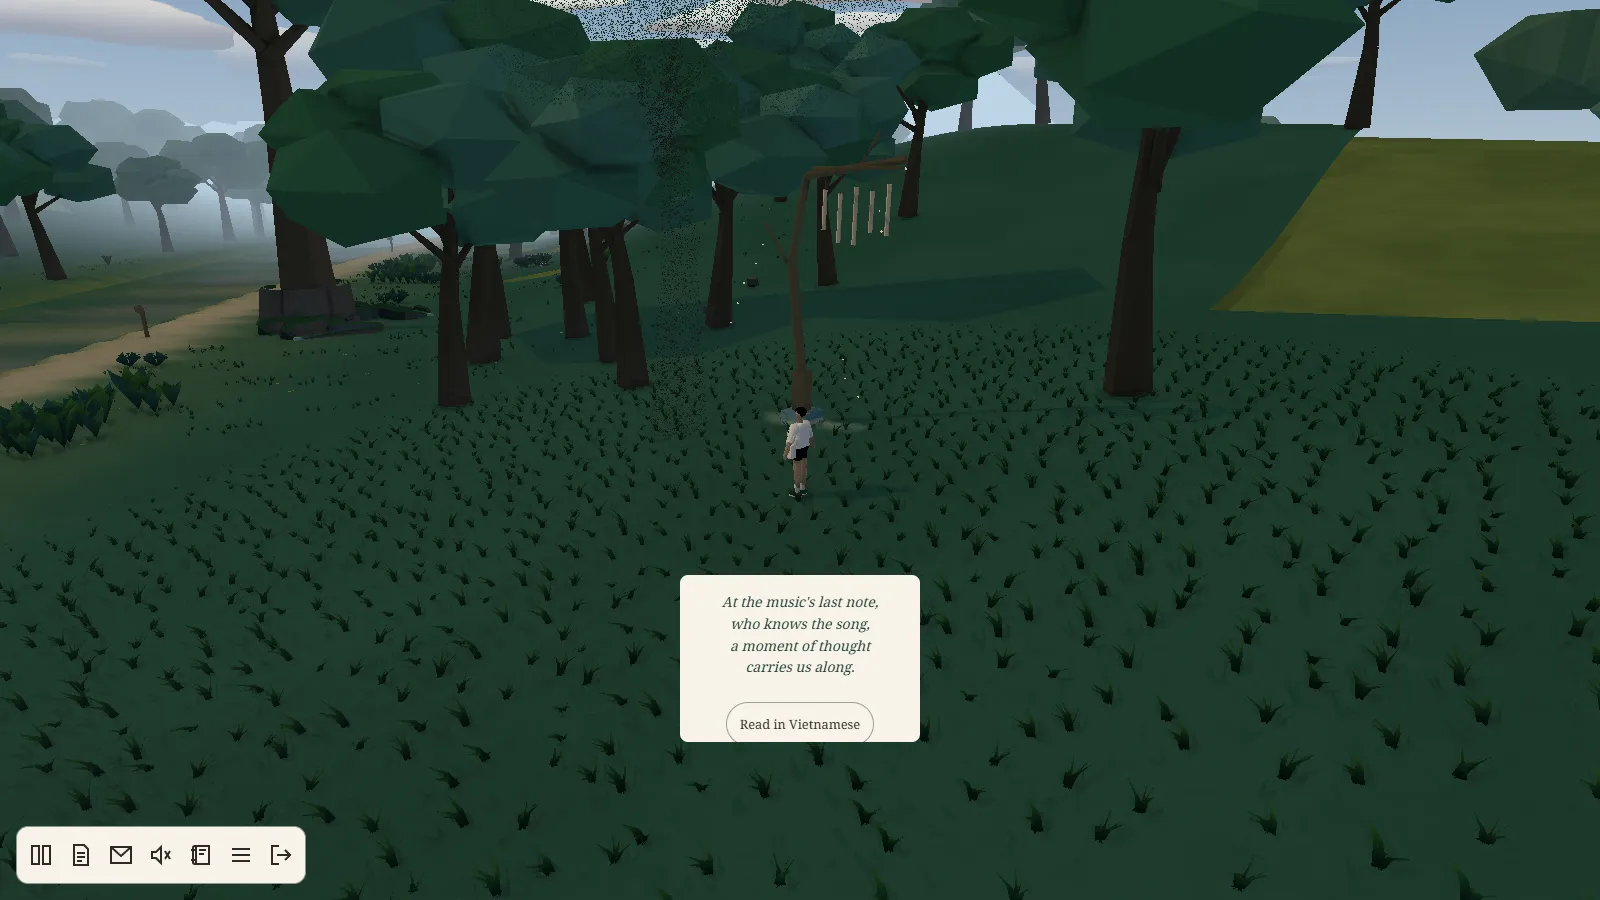 At the music's last note,
who knows the song,
a moment of thought
carries us along.
Read in Vietnamese